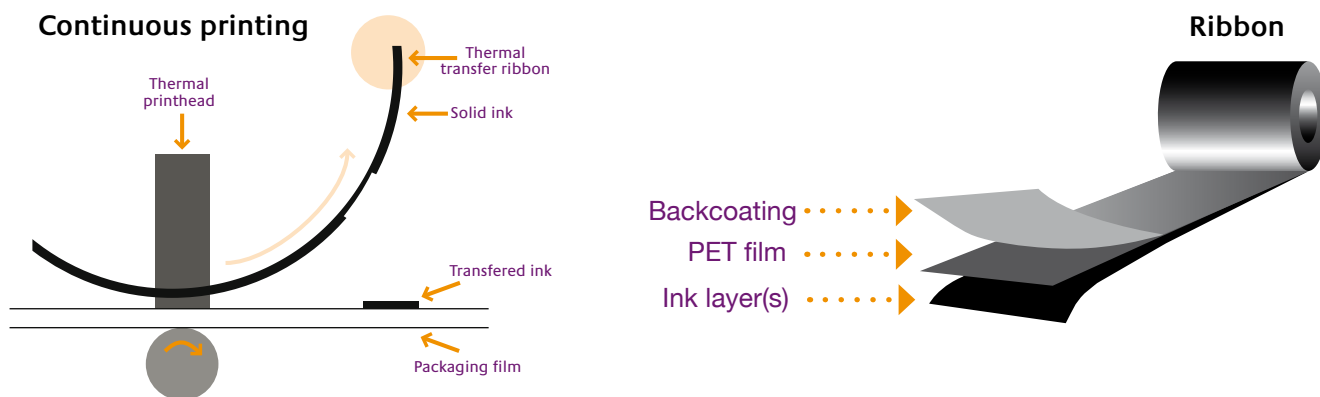 Continuous printing
Thermal
transfer ribbon
Thermal
printhead
Solid ink
Transfered ink
Packaging film
Ribbon
Backcoating
PET film
Ink layer(s)